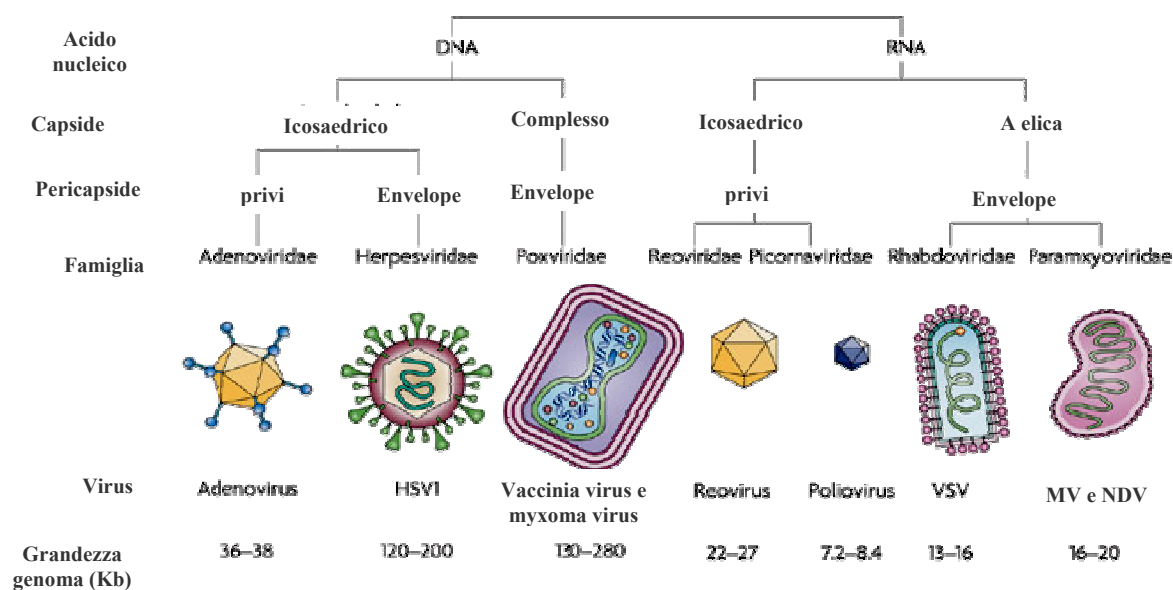 Acido nucleico
DNA
RNA
Capside
Icosaedrico
Complesso
Icosaedrico
A elica
Pericapside
privi
Envelope
Envelope
privi
Envelope
Famiglia
Adenoviridae
Herpesviridae
Poxviridae
Reoviridae
Picornaviridae
Rhabdoviridae
Paramxyoviridae
Virus
Adenovirus
HSV1
Vaccinia virus e
myxoma virus
Reovirus
Poliovirus
VSV
MV e NDV
Grandezza
genoma (Kb)
36–38
120–200
130–280
22–27
7.2–8.4
13–16
16–20